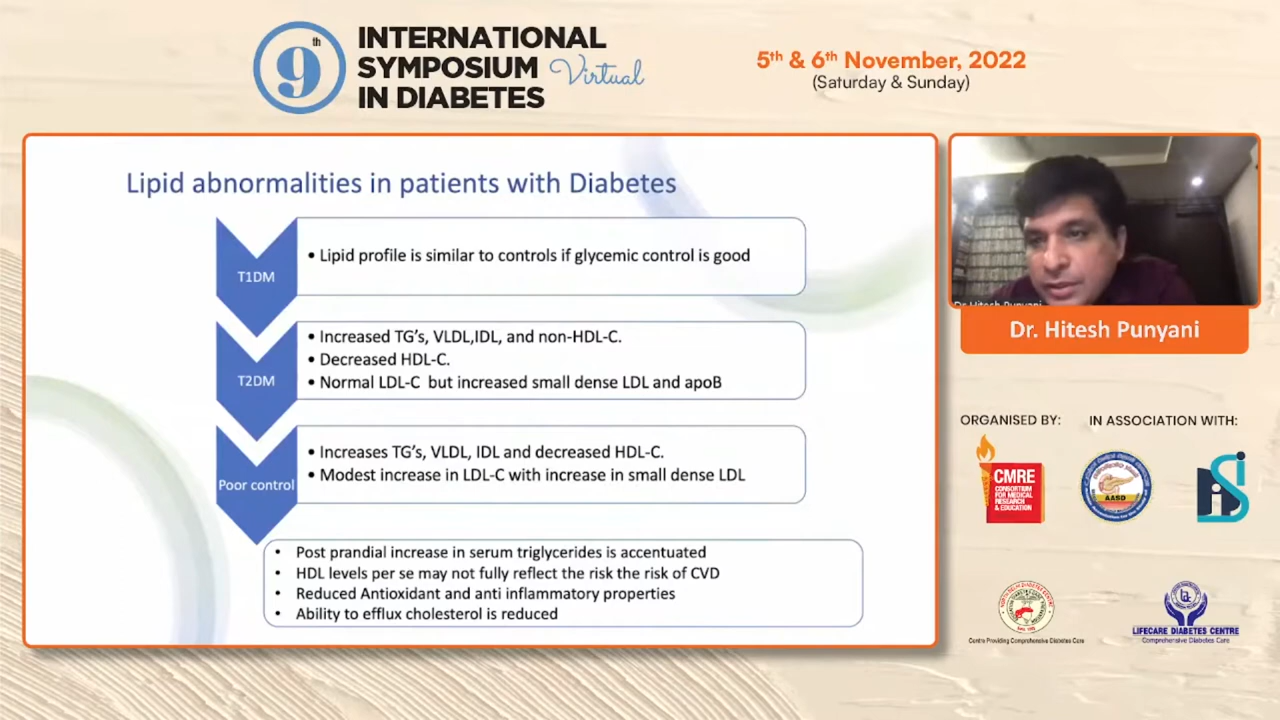 9th
INTERNATIONAL
SYMPOSIUM Virtual
IN DIABETES
5th & 6th November, 2022
(Saturday & Sunday)
Lipid abnormalities in patients with Diabetes
T1DM
• Lipid profile is similar to controls if glycemic control is good
T2DM
• Increased TG's, VLDL,IDL, and non-HDL-C.
• Decreased HDL-C.
• Normal LDL-C but increased small dense LDL and apoB
Poor control
• Increases TG's, VLDL, IDL and decreased HDL-C.
• Modest increase in LDL-C with increase in small dense LDL
• Post prandial increase in serum triglycerides is accentuated
• HDL levels per se may not fully reflect the risk the risk of CVD
• Reduced Antioxidant and anti inflammatory properties
• Ability to efflux cholesterol is reduced
Dr. Hitesh Punyani
Dr. Hitesh Punyani
ORGANISED BY:
IN ASSOCIATION WITH:
CMRE
CONSORTIUM
FOR MEDICAL
RESEARCH
& EDUCATION
AASD
Centre Providing Comprehensive Diabetes Care
LIFECARE DIABETES CENTRE
Comprehensive Diabetes Care